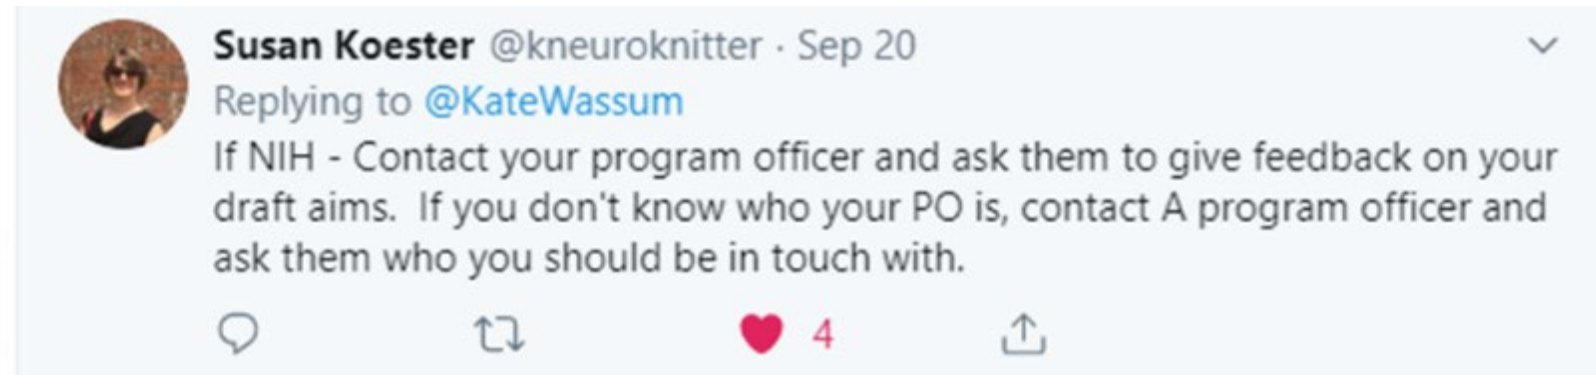 Susan Koester @kneuroknitter · Sep 20
Replying to @KateWassum
If NIH - Contact your program officer and ask them to give feedback on your
draft aims.  If you don't know who your PO is, contact A program officer and
ask them who you should be in touch with.
4